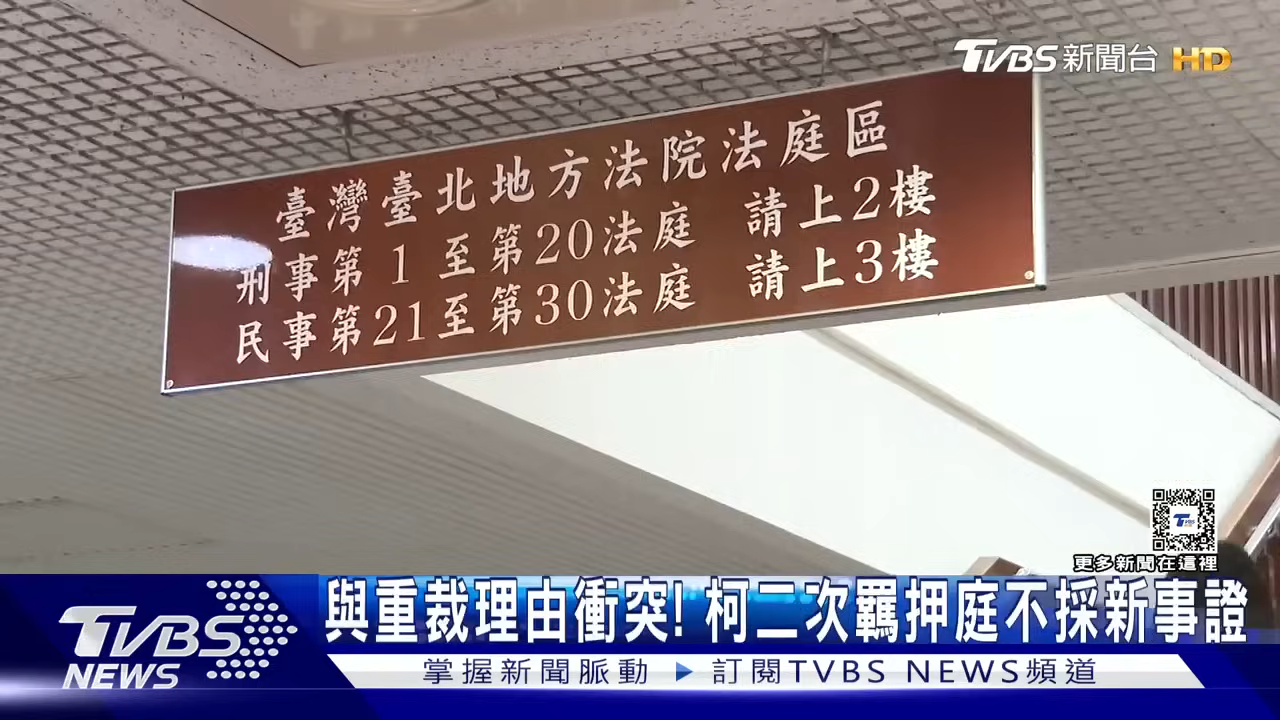 TVBS新聞台 HD
臺灣臺北地方法院法庭區
刑事第1至第20法庭 請上2樓
民事第21至第30法庭 請上3樓
TVBS
更多新聞在這裡
TVBS NEWS
與重裁理由衝突! 柯二次羈押庭不採新事證
掌握新聞脈動 ▶ 訂閱TVBS NEWS頻道